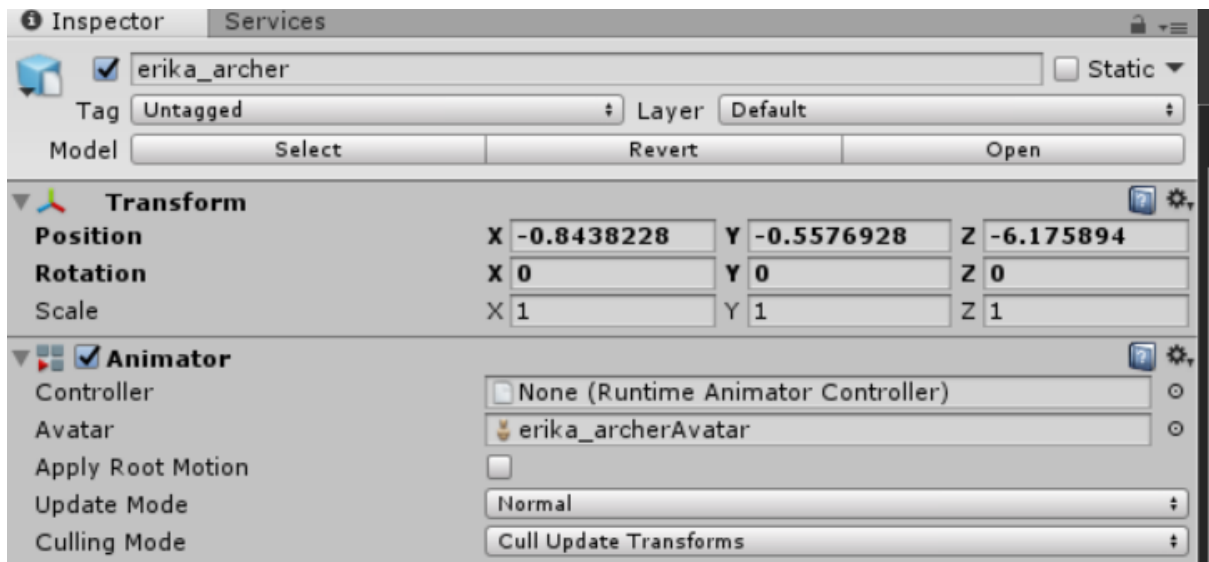 Inspector Services
erika_archer Static
Tag Untagged Layer Default
Model Select Revert Open
Transform
Position X -0.8438228 Y -0.5576928 Z -6.175894
Rotation X 0 Y 0 Z 0
Scale X 1 Y 1 Z 1
Animator
Controller None (Runtime Animator Controller)
Avatar erika_archerAvatar
Apply Root Motion
Update Mode Normal
Culling Mode Cull Update Transforms